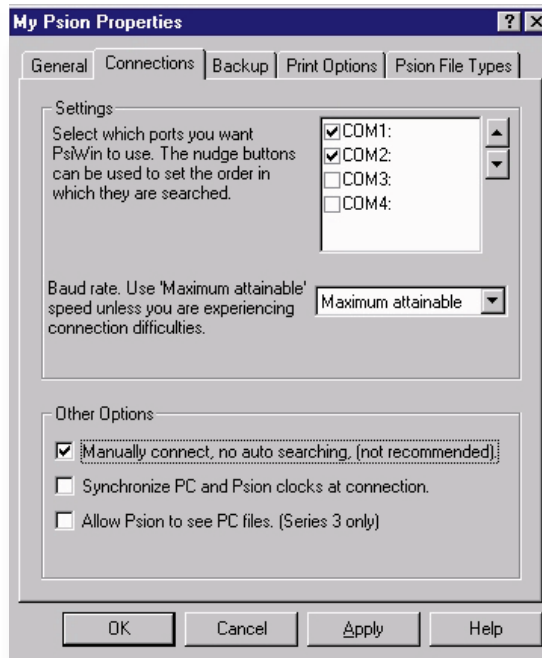 My Psion Properties
General Connections Backup Print Options Psion File Types
Settings
Select which ports you want
PsiWin to use. The nudge buttons
can be used to set the order in
which they are searched.
COM1:
COM2:
COM3:
COM4:
Baud rate. Use 'Maximum attainable'
speed unless you are experiencing
connection difficulties.
Maximum attainable
Other Options
Manually connect, no auto searching, (not recommended).
Synchronize PC and Psion clocks at connection.
Allow Psion to see PC files. (Series 3 only)
OK Cancel Apply Help